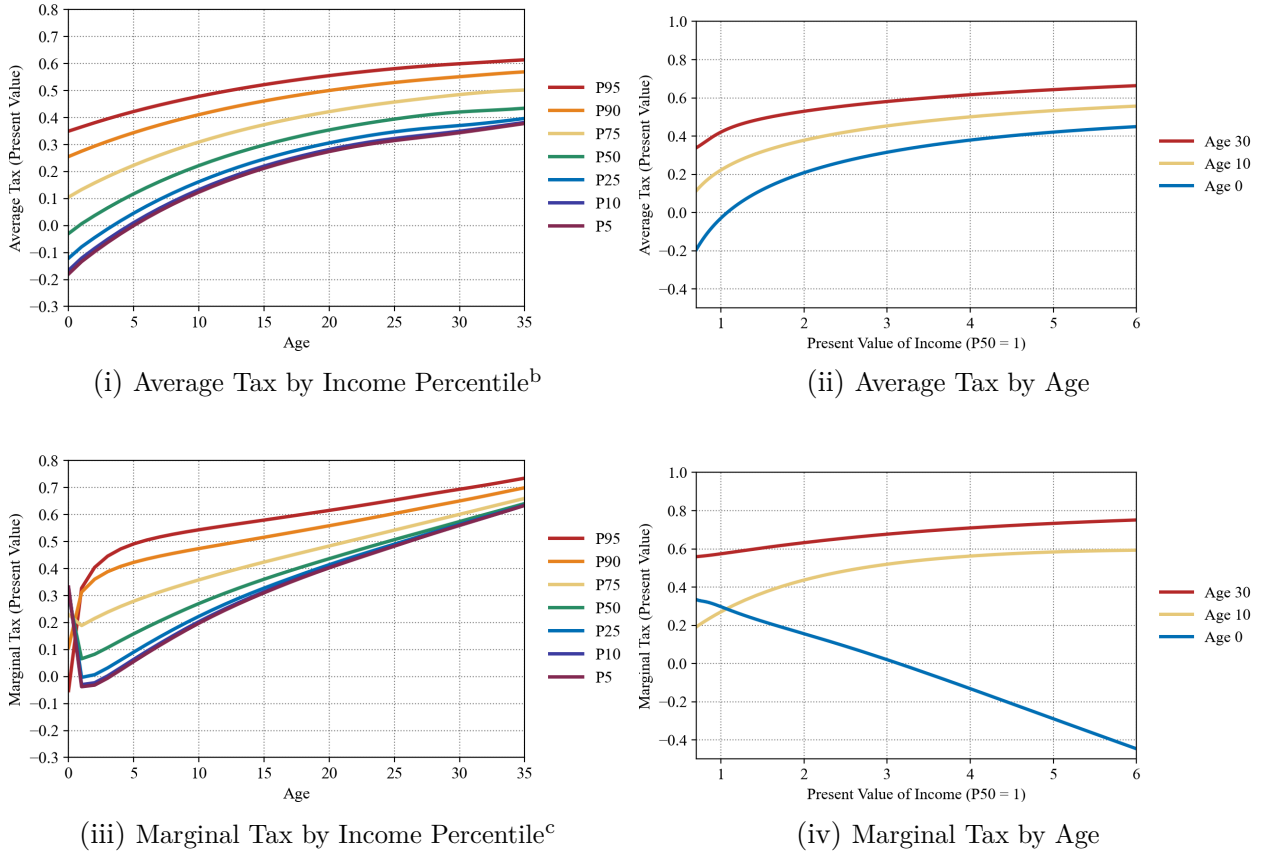 0.8
0.7
0.6
0.5
0.4
0.3
0.2
0.1
0.0
−0.1
−0.2
−0.3
Average Tax (Present Value)
0 5 10 15 20 25 30 35
Age
P95
P90
P75
P50
P25
P10
P5
(i) Average Tax by Income Percentileᵇ
1.0
0.8
0.6
0.4
0.2
0.0
−0.2
−0.4
Average Tax (Present Value)
1 2 3 4 5 6
Present Value of Income (P50 = 1)
Age 30
Age 10
Age 0
(ii) Average Tax by Age
0.8
0.7
0.6
0.5
0.4
0.3
0.2
0.1
0.0
−0.1
−0.2
−0.3
Marginal Tax (Present Value)
0 5 10 15 20 25 30 35
Age
P95
P90
P75
P50
P25
P10
P5
(iii) Marginal Tax by Income Percentileᶜ
1.0
0.8
0.6
0.4
0.2
0.0
−0.2
−0.4
Marginal Tax (Present Value)
1 2 3 4 5 6
Present Value of Income (P50 = 1)
Age 30
Age 10
Age 0
(iv) Marginal Tax by Age